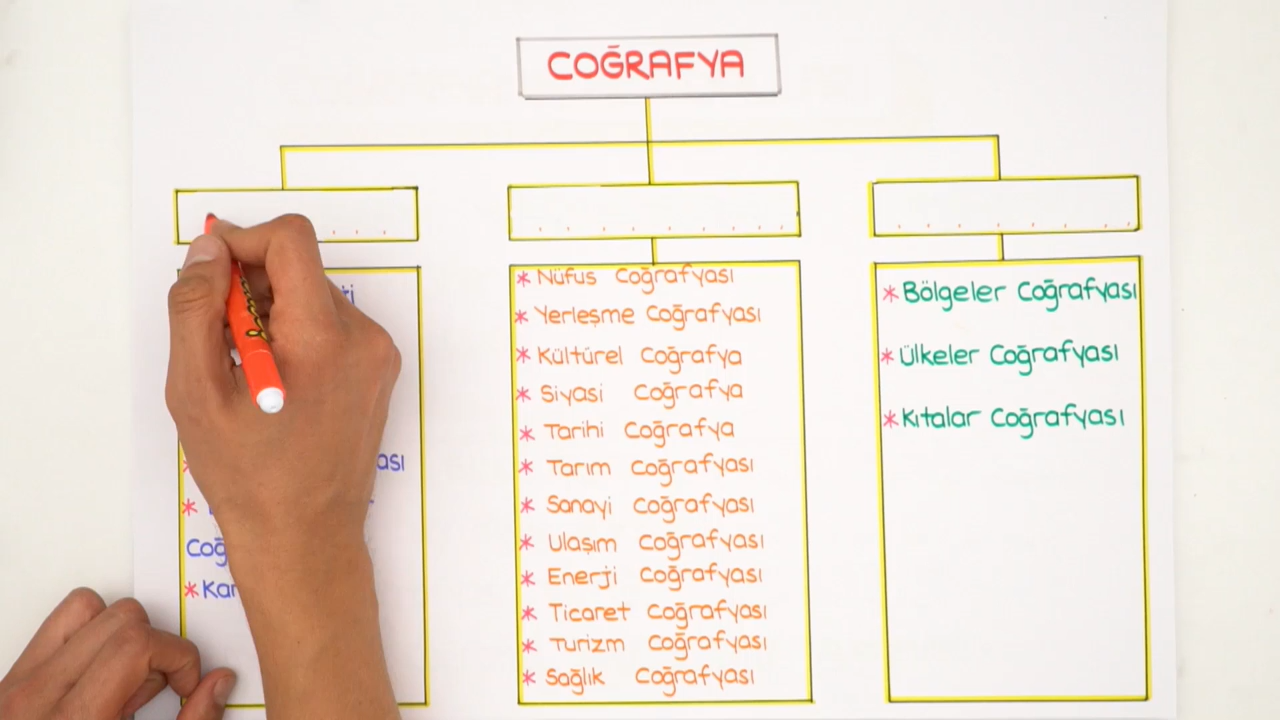 COĞRAFYA
* Nüfus Coğrafyası
* Yerleşme Coğrafyası
* Kültürel Coğrafya
* Siyasi Coğrafya
* Tarihi Coğrafya
* Tarım Coğrafyası
* Sanayi Coğrafyası
* Ulaşım Coğrafyası
* Enerji Coğrafyası
* Ticaret Coğrafyası
* Turizm Coğrafyası
* Sağlık Coğrafyası
* Bölgeler Coğrafyası
* Ülkeler Coğrafyası
* Kıtalar Coğrafyası